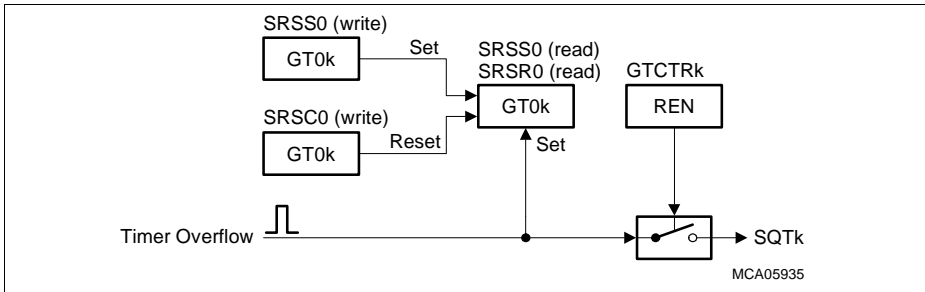 SRSS0 (write)
GT0k
Set
SRSS0 (read)
SRSR0 (read)
GT0k
GTCTRk
REN
SRSC0 (write)
GT0k
Reset
Set
Timer Overflow
SQTk
MCA05935